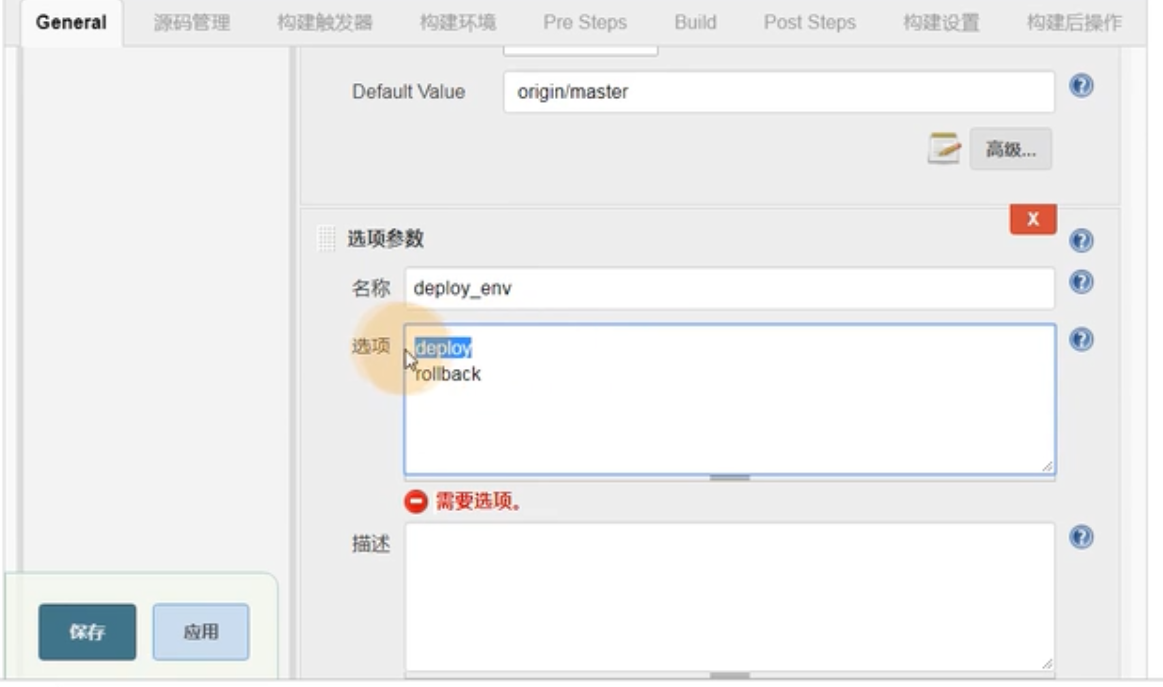 General 源码管理 构建触发器 构建环境 Pre Steps Build Post Steps 构建设置 构建后操作
Default Value origin/master
高级...
X
选项参数
名称 deploy_env
选项 deploy
rollback
需要选项。
描述
保存 应用